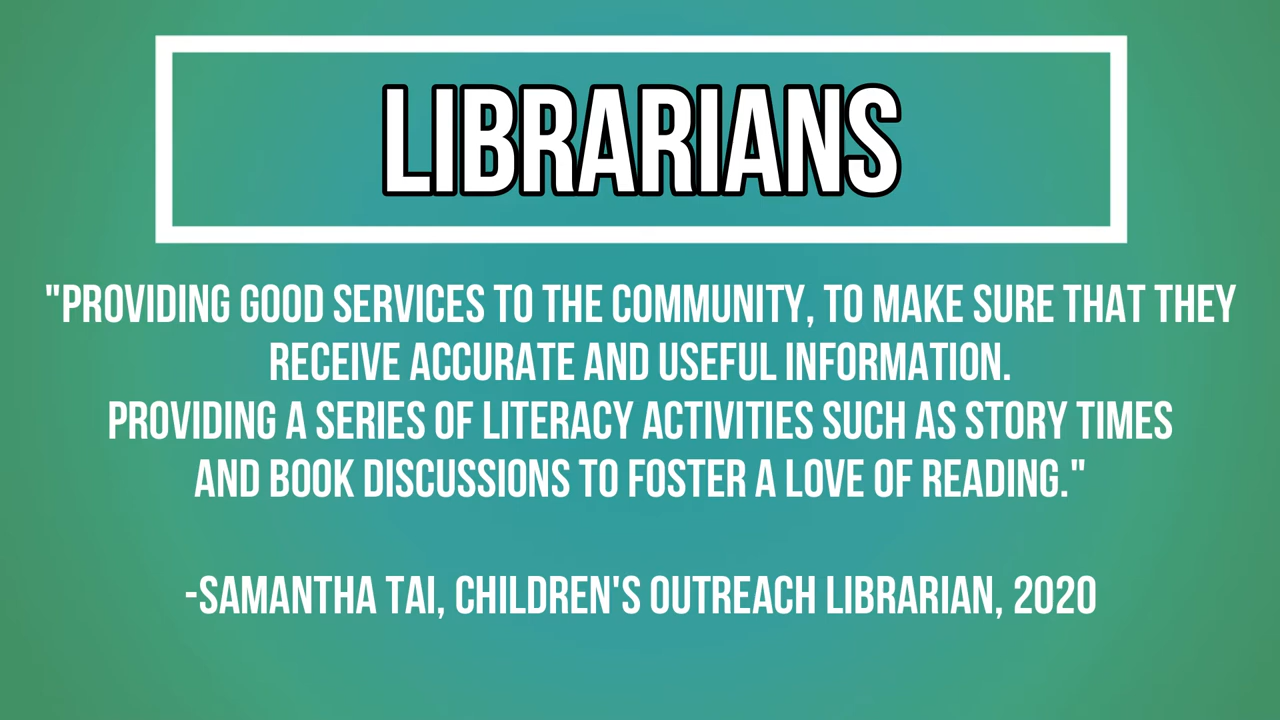 LIBRARIANS
"PROVIDING GOOD SERVICES TO THE COMMUNITY, TO MAKE SURE THAT THEY
RECEIVE ACCURATE AND USEFUL INFORMATION.
PROVIDING A SERIES OF LITERACY ACTIVITIES SUCH AS STORY TIMES
AND BOOK DISCUSSIONS TO FOSTER A LOVE OF READING."
-SAMANTHA TAI, CHILDREN'S OUTREACH LIBRARIAN, 2020